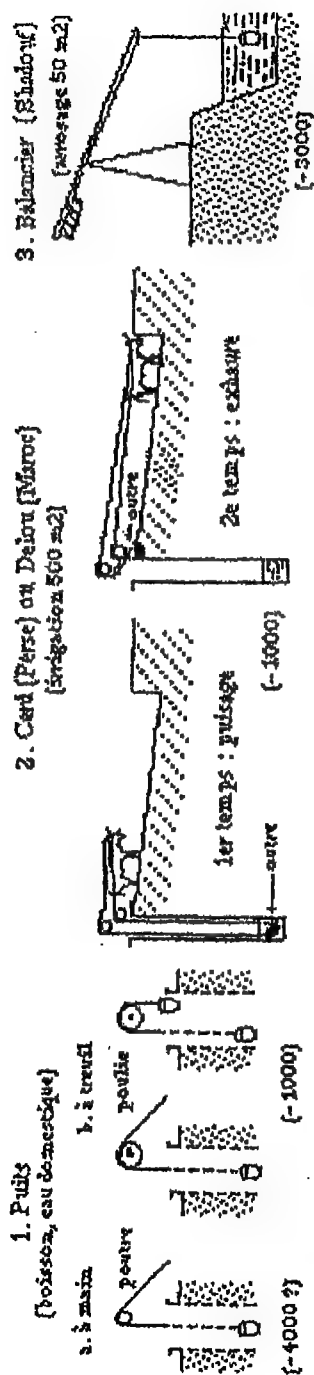 1. Puits
(boisson, eau domestique)
a. à main
b. à treuil
poutre
poulie
(-4000 ?)
(-1000)
2. Cerd (Perse) ou Delou (Maroc)
(irrigation 500 m2)
1er temps : puisage
outre
(-1000)
outre
2e temps : exhaure
3. Balancier (Shadouf)
(arrosage 50 m2)
(-3000)